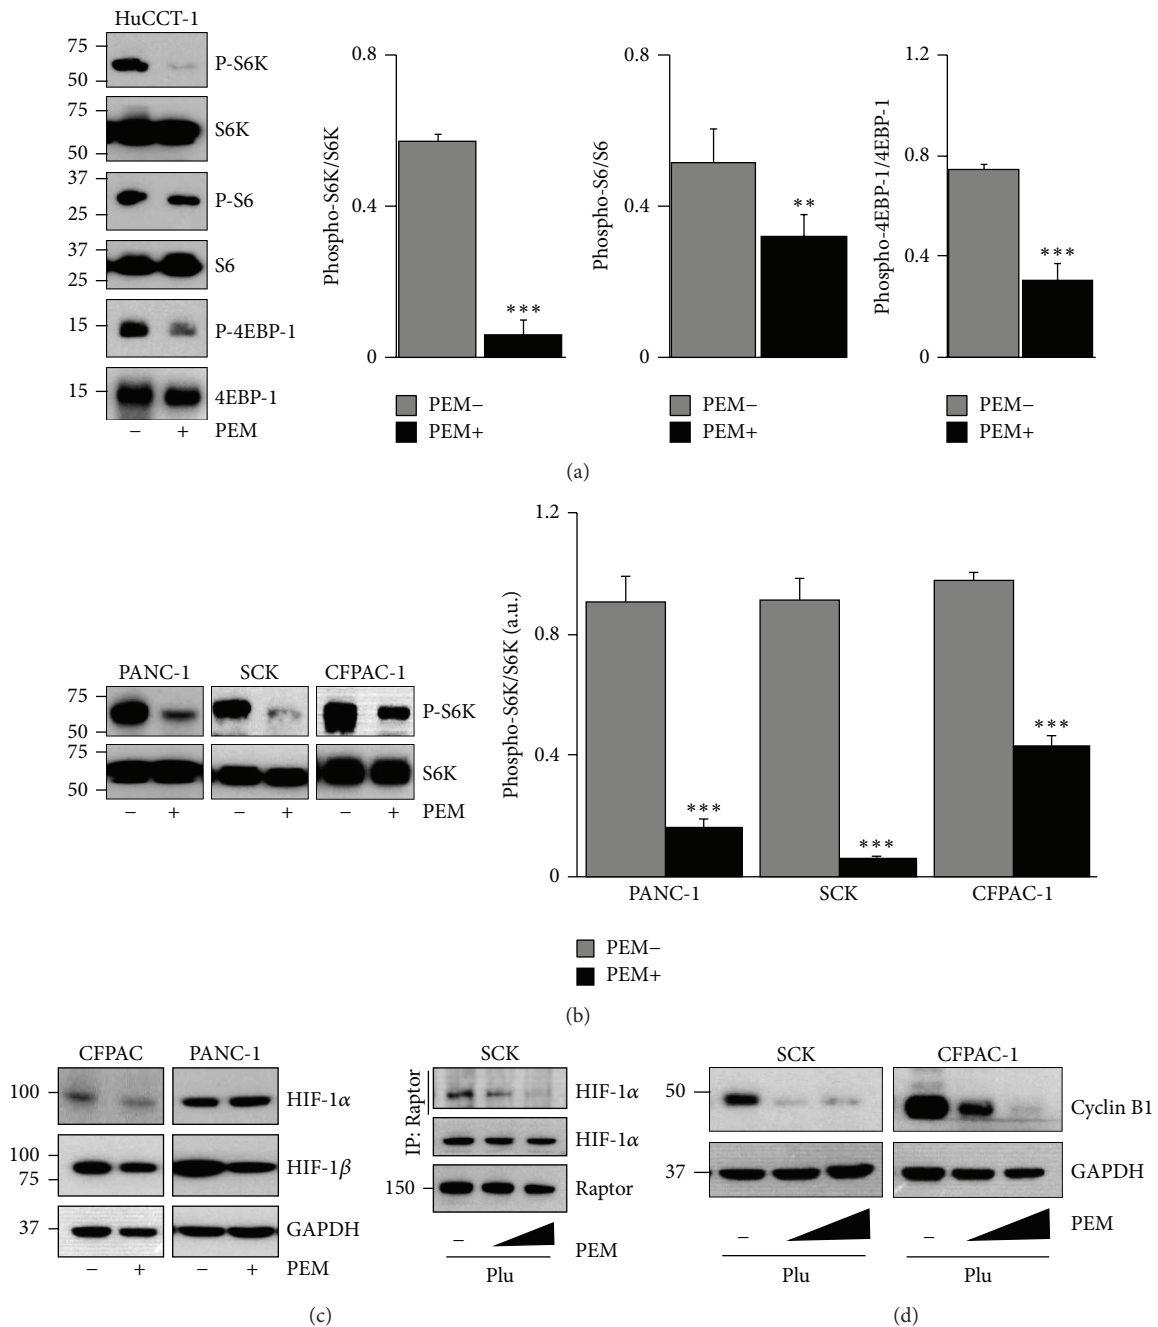 HuCCT-1
75
50
P-S6K
75
50
S6K
37
25
P-S6
37
25
S6
15
P-4EBP-1
15
4EBP-1
− + PEM
Phospho-S6K/S6K
0.8
0.4
0
***
PEM−
PEM+
Phospho-S6/S6
0.8
0.4
0
**
PEM−
PEM+
Phospho-4EBP-1/4EBP-1
1.2
0.8
0.4
0
***
PEM−
PEM+
(a)
PANC-1 SCK CFPAC-1
75
50
P-S6K
75
50
S6K
− + − + − + PEM
Phospho-S6K/S6K (a.u.)
1.2
0.8
0.4
0
***
***
***
PANC-1 SCK CFPAC-1
PEM−
PEM+
(b)
CFPAC PANC-1
100
HIF-1α
100
75
HIF-1β
37
GAPDH
− + − + PEM
SCK
IP: Raptor
HIF-1α
HIF-1α
150
Raptor
− PEM
Plu
(c)
SCK CFPAC-1
50
Cyclin B1
37
GAPDH
− − PEM
Plu Plu
(d)